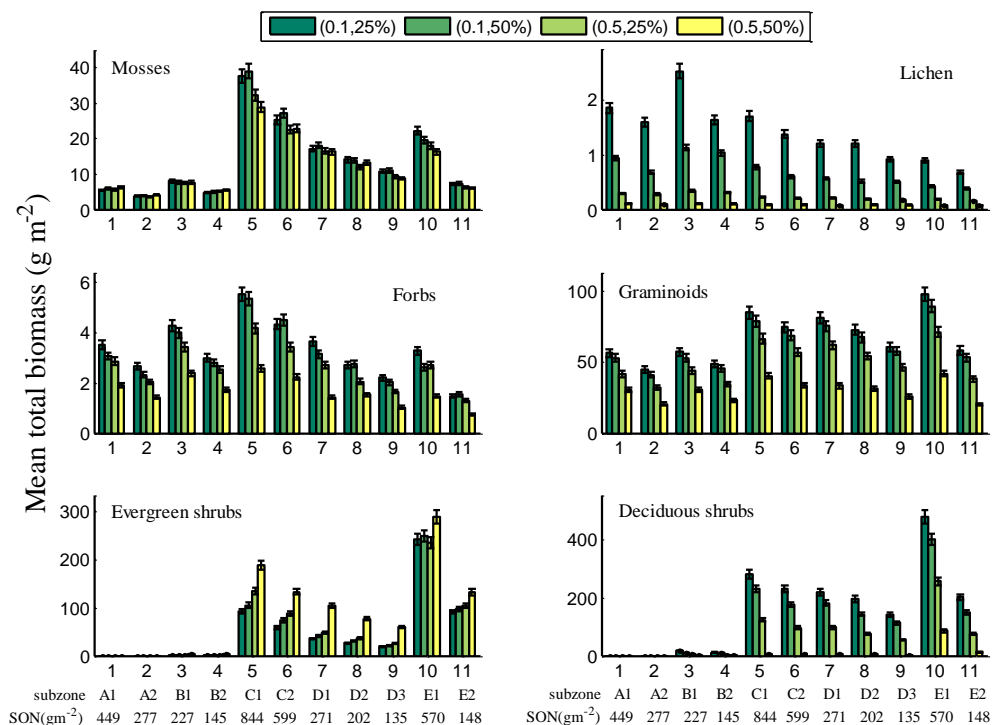 (0.1,25%) (0.1,50%) (0.5,25%) (0.5,50%)
Mean total biomass (g m-2)
Mosses
40
30
20
10
0
1 2 3 4 5 6 7 8 9 10 11
Lichen
2
1
0
1 2 3 4 5 6 7 8 9 10 11
Forbs
6
4
2
0
1 2 3 4 5 6 7 8 9 10 11
Graminoids
100
50
0
1 2 3 4 5 6 7 8 9 10 11
Evergreen shrubs
300
200
100
0
1 2 3 4 5 6 7 8 9 10 11
Deciduous shrubs
400
200
0
1 2 3 4 5 6 7 8 9 10 11
subzone A1 A2 B1 B2 C1 C2 D1 D2 D3 E1 E2
SON(gm-2) 449 277 227 145 844 599 271 202 135 570 148
subzone A1 A2 B1 B2 C1 C2 D1 D2 D3 E1 E2
SON(gm-2) 449 277 227 145 844 599 271 202 135 570 148